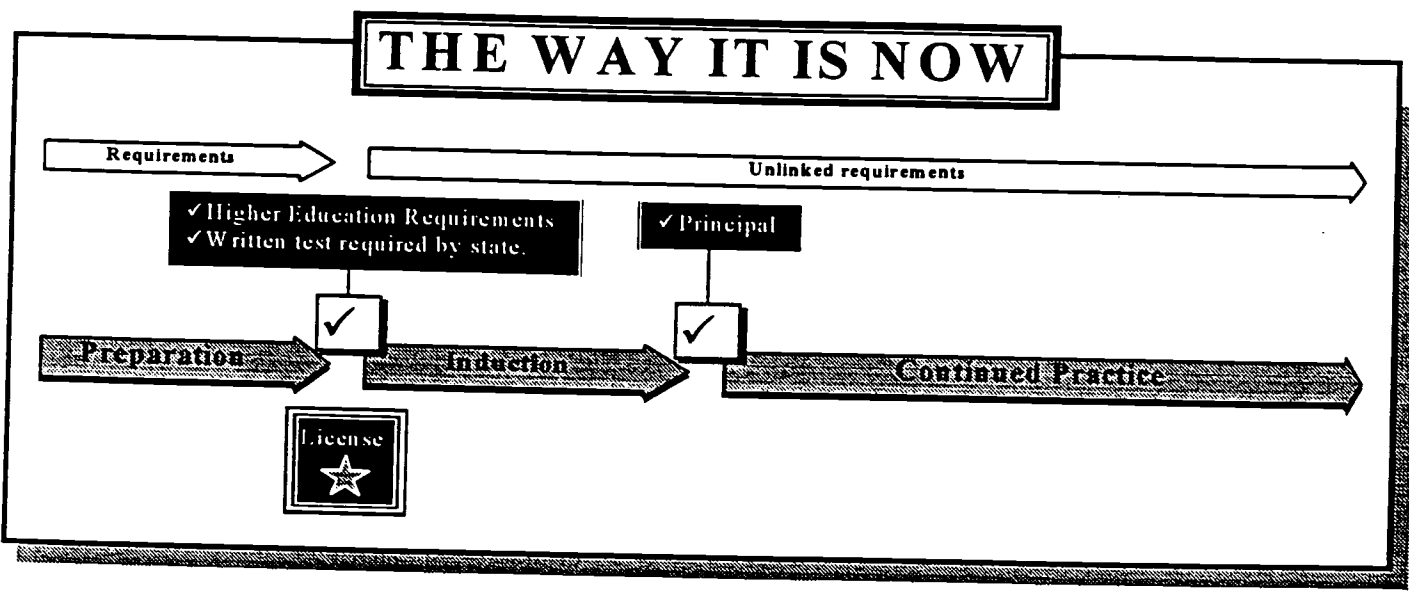 THE WAY IT IS NOW
Requirements
Unlinked requirements
✓Higher Education Requirements
✓Written test required by state.
✓Principal
✓
✓
Preparation
Induction
Continued Practice
License